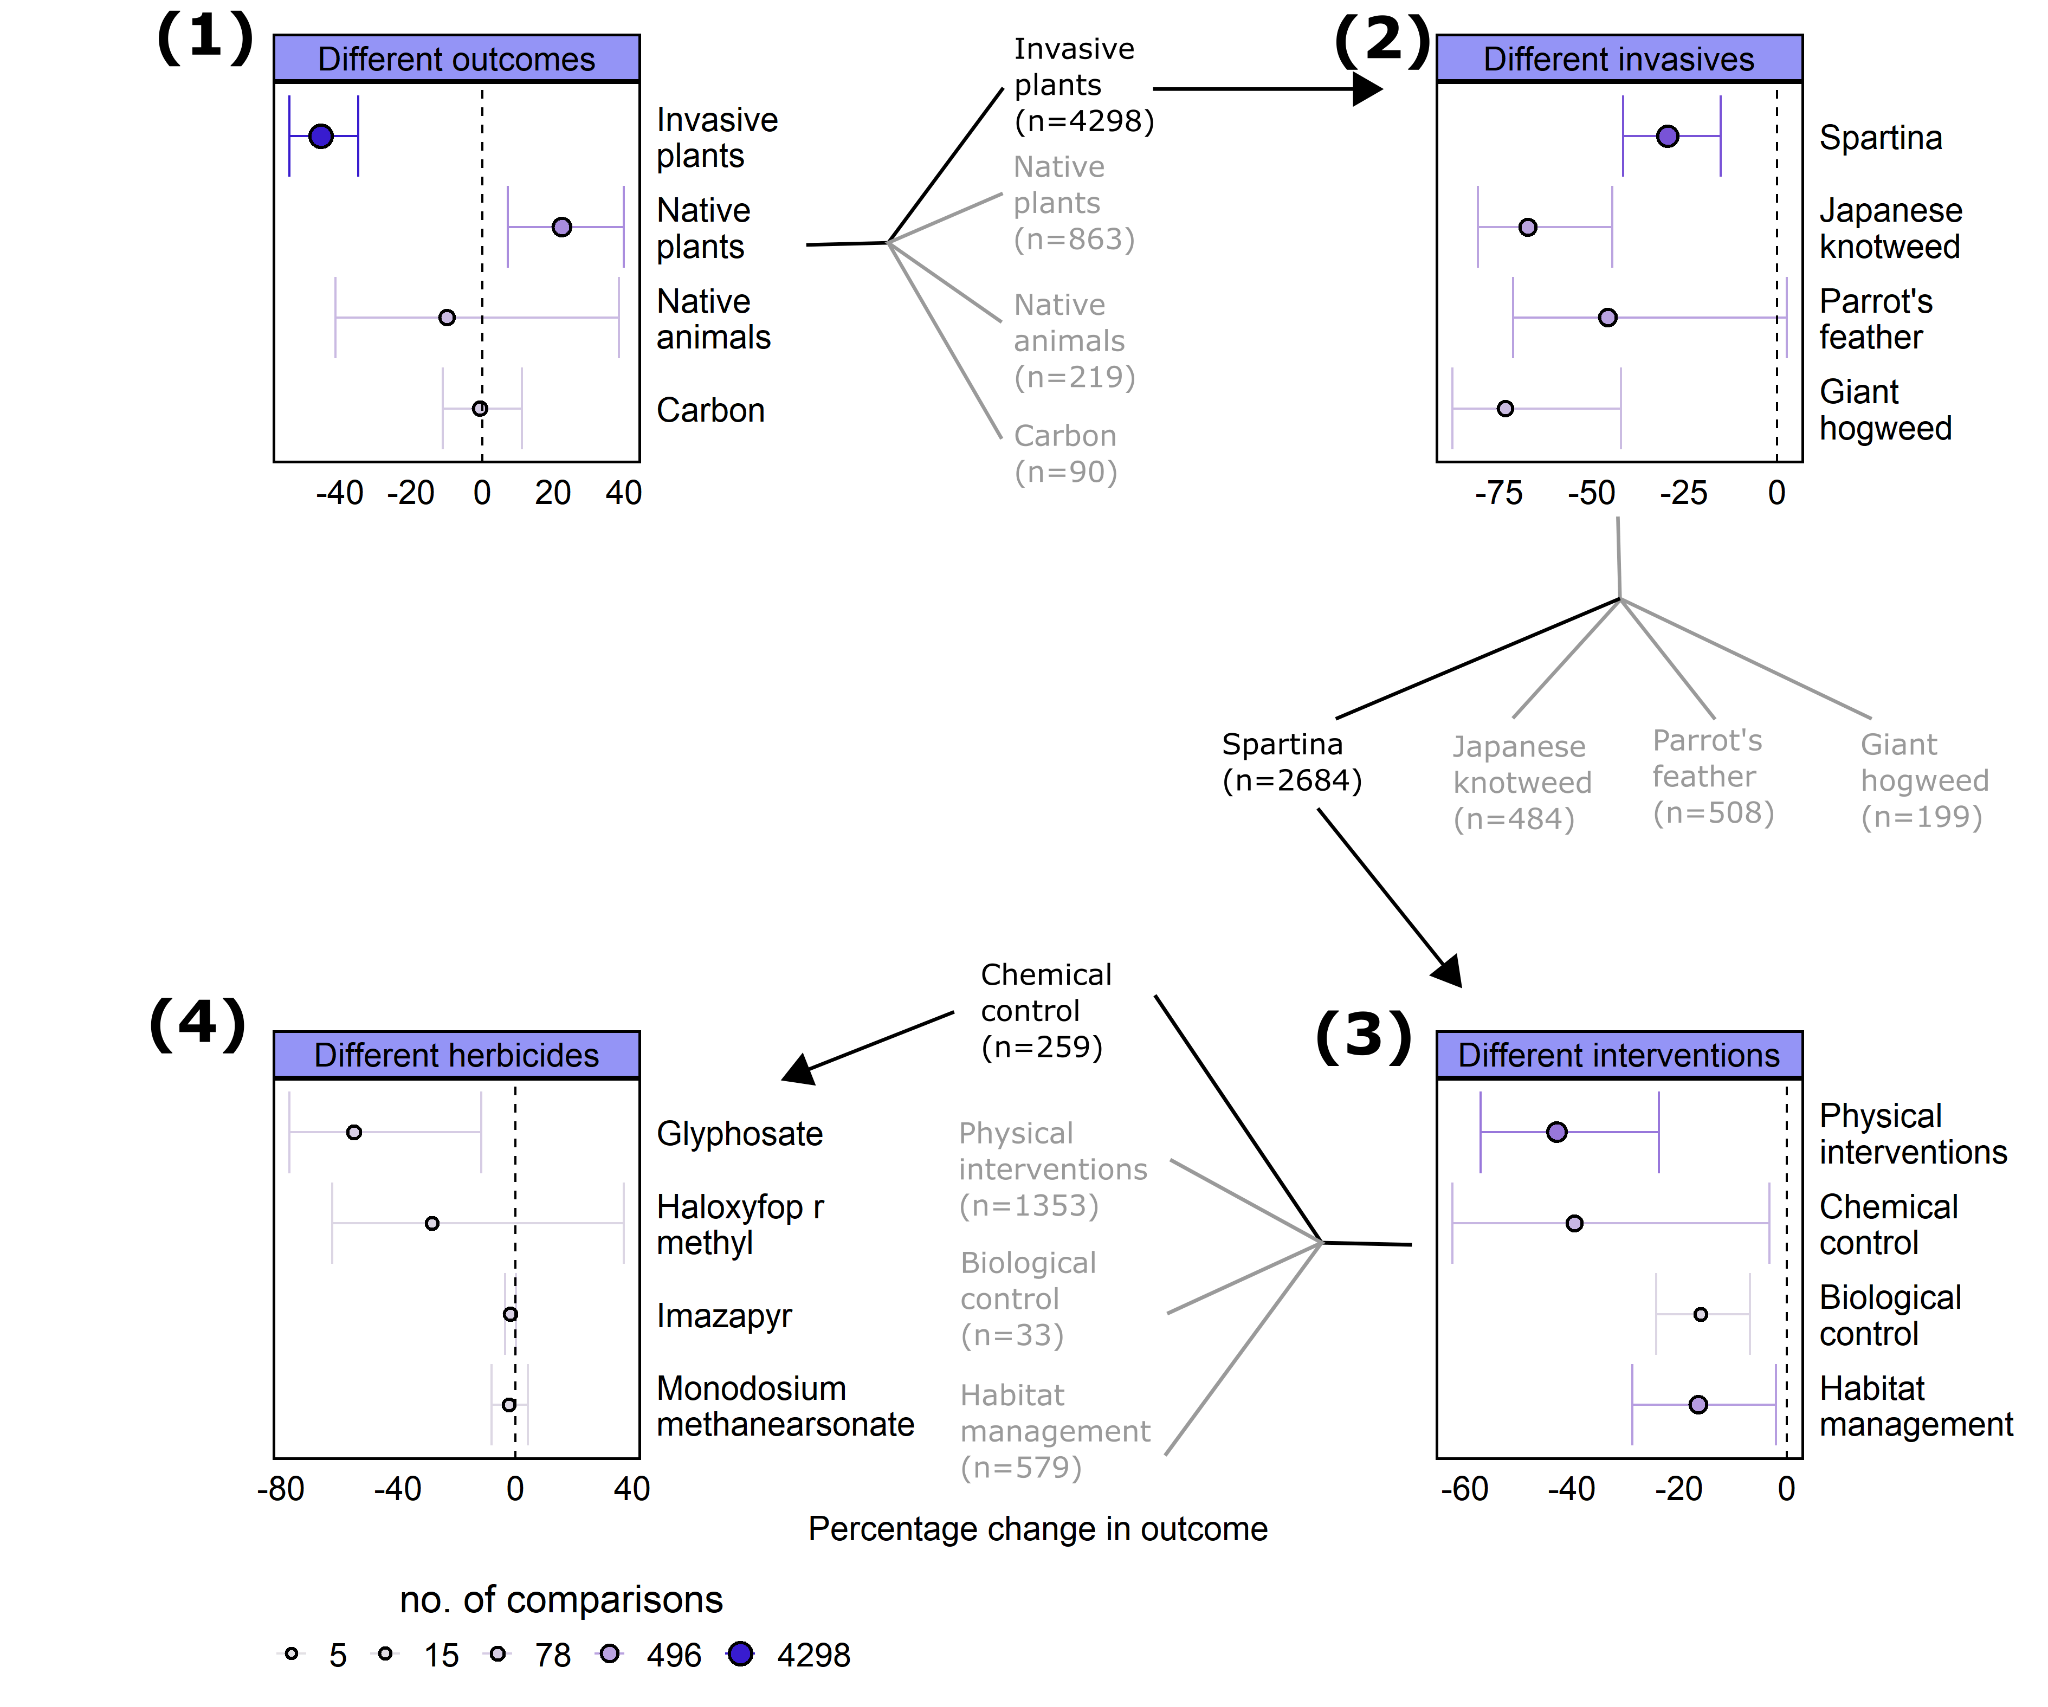 (1)
Different outcomes
Invasive
plants
Native
plants
Native
animals
Carbon
-40 -20 0 20 40
Invasive
plants
(n=4298)
Native
plants
(n=863)
Native
animals
(n=219)
Carbon
(n=90)
(2)
Different invasives
Spartina
Japanese
knotweed
Parrot's
feather
Giant
hogweed
-75 -50 -25 0
Spartina
(n=2684)
Japanese
knotweed
(n=484)
Parrot's
feather
(n=508)
Giant
hogweed
(n=199)
(3)
Different interventions
Physical
interventions
Chemical
control
Biological
control
Habitat
management
-60 -40 -20 0
Chemical
control
(n=259)
Physical
interventions
(n=1353)
Biological
control
(n=33)
Habitat
management
(n=579)
(4)
Different herbicides
Glyphosate
Haloxyfop r
methyl
Imazapyr
Monodosium
methanearsonate
-80 -40 0 40
Percentage change in outcome
no. of comparisons
5 15 78 496 4298